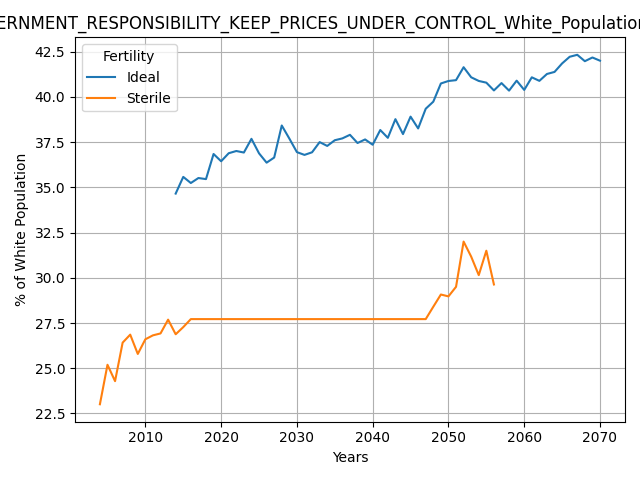 ERNMENT_RESPONSIBILITY_KEEP_PRICES_UNDER_CONTROL_White_Population
Fertility
Ideal
Sterile
% of White Population
42.5
40.0
37.5
35.0
32.5
30.0
27.5
25.0
22.5
2010 2020 2030 2040 2050 2060 2070
Years